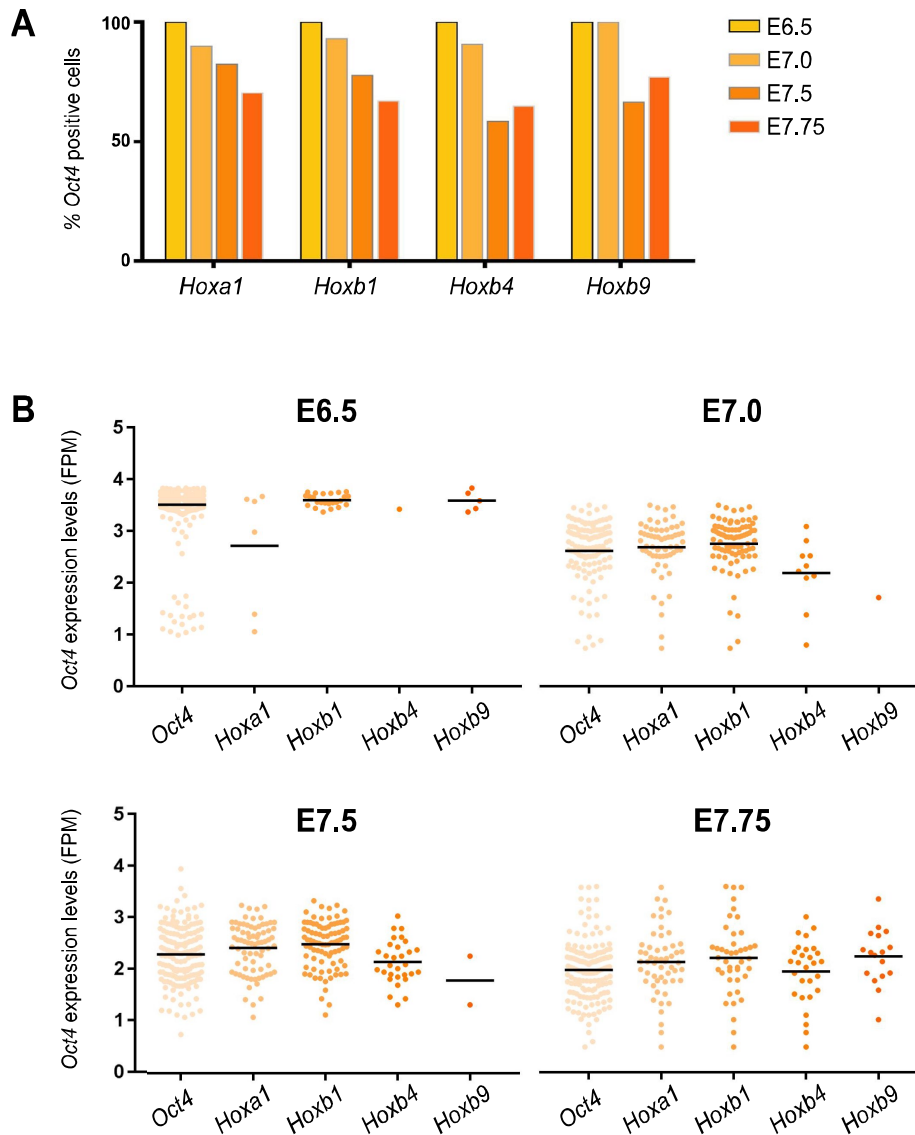 A
100
50
0
% Oct4 positive cells
Hoxa1 Hoxb1 Hoxb4 Hoxb9
E6.5
E7.0
E7.5
E7.75
B
E6.5
Oct4 expression levels (FPM)
5
4
3
2
1
0
Oct4 Hoxa1 Hoxb1 Hoxb4 Hoxb9
E7.0
Oct4 Hoxa1 Hoxb1 Hoxb4 Hoxb9
E7.5
Oct4 expression levels (FPM)
5
4
3
2
1
0
Oct4 Hoxa1 Hoxb1 Hoxb4 Hoxb9
E7.75
Oct4 Hoxa1 Hoxb1 Hoxb4 Hoxb9